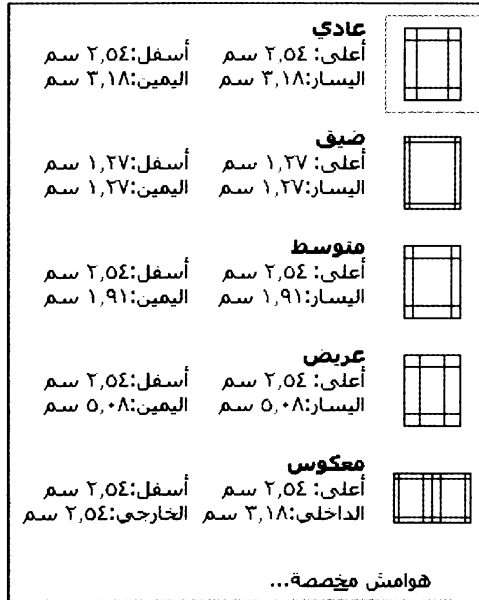 عادي
أعلى: ٢,٥٤ سم أسفل:٢,٥٤ سم
اليسار:٣,١٨ سم اليمين:٣,١٨ سم
ضيق
أعلى: ١,٢٧ سم أسفل:١,٢٧ سم
اليسار:١,٢٧ سم اليمين:١,٢٧ سم
متوسط
أعلى: ٢,٥٤ سم أسفل:٢,٥٤ سم
اليسار:١,٩١ سم اليمين:١,٩١ سم
عريض
أعلى: ٢,٥٤ سم أسفل:٢,٥٤ سم
اليسار:٥,٠٨ سم اليمين:٥,٠٨ سم
معكوس
أعلى: ٢,٥٤ سم أسفل:٢,٥٤ سم
الداخلي:٣,١٨ سم الخارجي:٢,٥٤ سم
هوامش مخصصة...